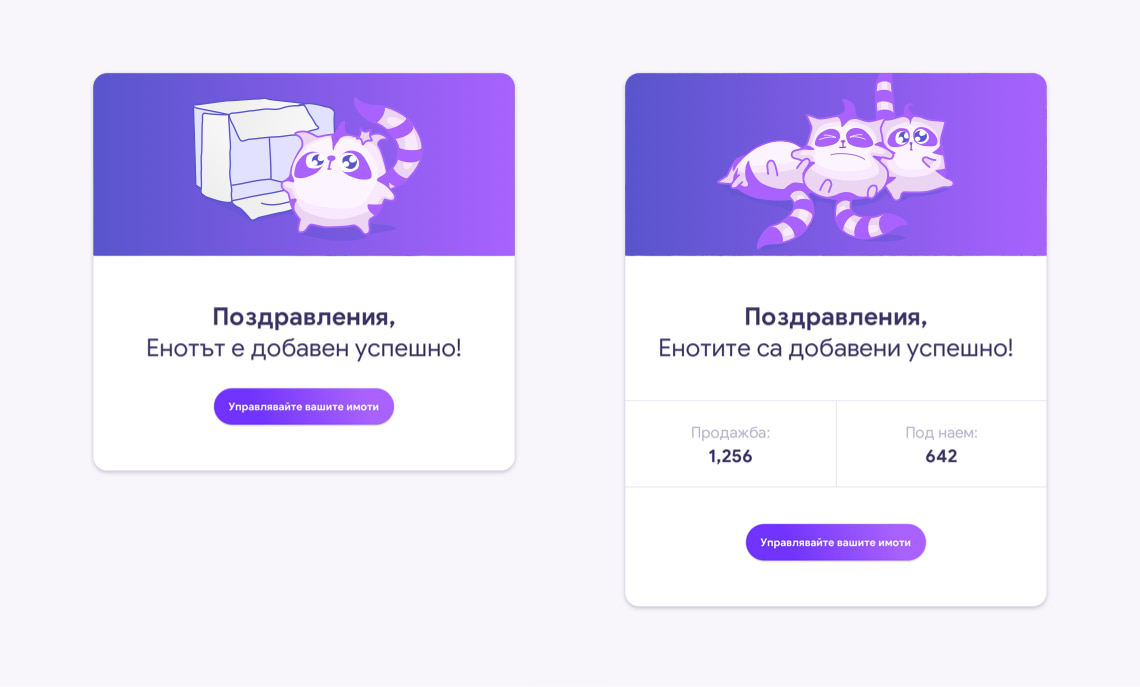 Поздравления,
Енотът е добавен успешно!
Управлявайте вашите имоти
Поздравления,
Енотите са добавени успешно!
Продажба:
1,256
Под наем:
642
Управлявайте вашите имоти